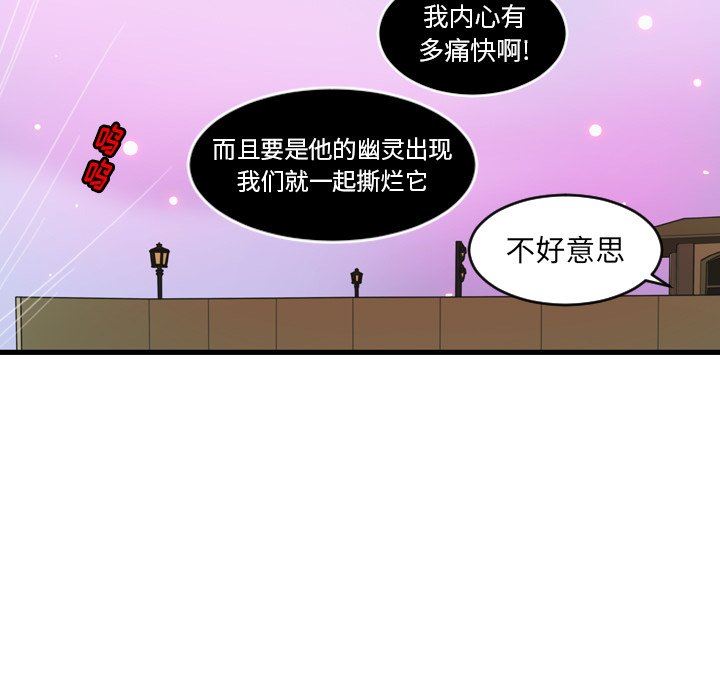 我内心有
多痛快啊!
呜
呜
而且要是他的幽灵出现
我们就一起撕烂它
不好意思